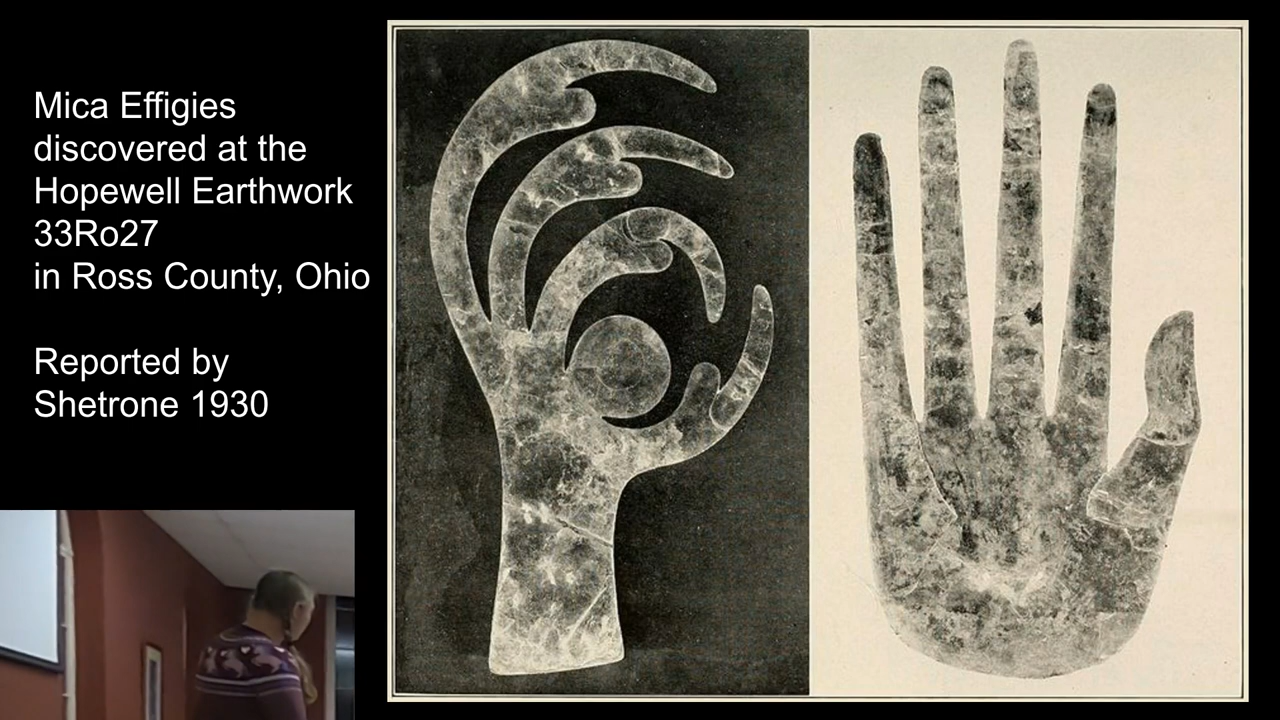 Mica Effigies
discovered at the
Hopewell Earthwork
33Ro27
in Ross County, Ohio
Reported by
Shetrone 1930